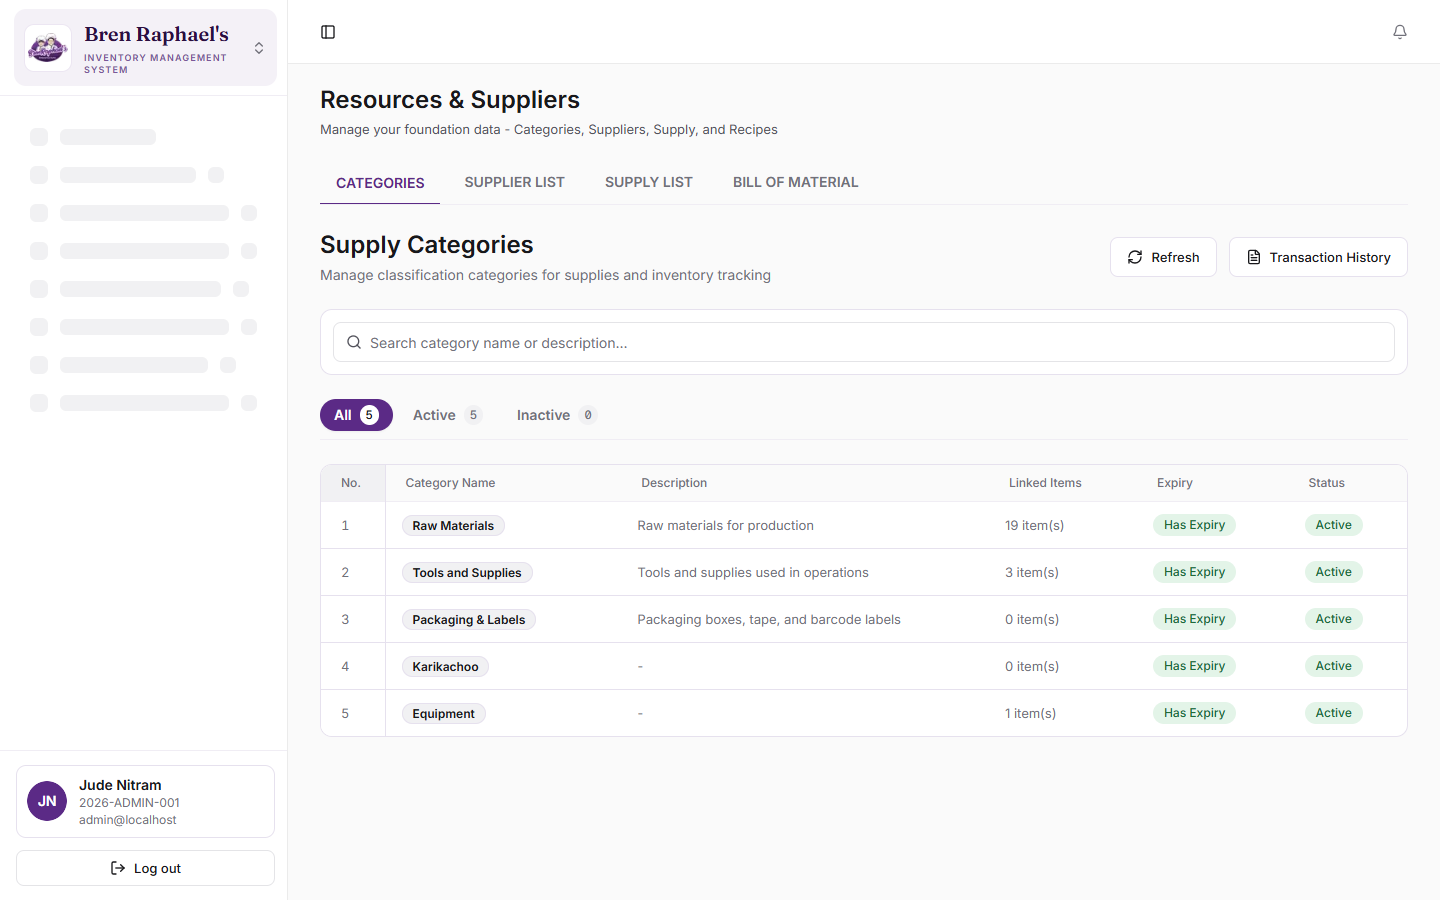 Bren Raphael's
INVENTORY MANAGEMENT
SYSTEM
Resources & Suppliers
Manage your foundation data - Categories, Suppliers, Supply, and Recipes
CATEGORIES SUPPLIER LIST SUPPLY LIST BILL OF MATERIAL
Supply Categories
Manage classification categories for supplies and inventory tracking
Refresh Transaction History
Search category name or description...
All 5 Active 5 Inactive 0
No. Category Name Description Linked Items Expiry Status
1 Raw Materials Raw materials for production 19 item(s) Has Expiry Active
2 Tools and Supplies Tools and supplies used in operations 3 item(s) Has Expiry Active
3 Packaging & Labels Packaging boxes, tape, and barcode labels 0 item(s) Has Expiry Active
4 Karikachoo - 0 item(s) Has Expiry Active
5 Equipment - 1 item(s) Has Expiry Active
JN Jude Nitram
2026-ADMIN-001
admin@localhost
Log out